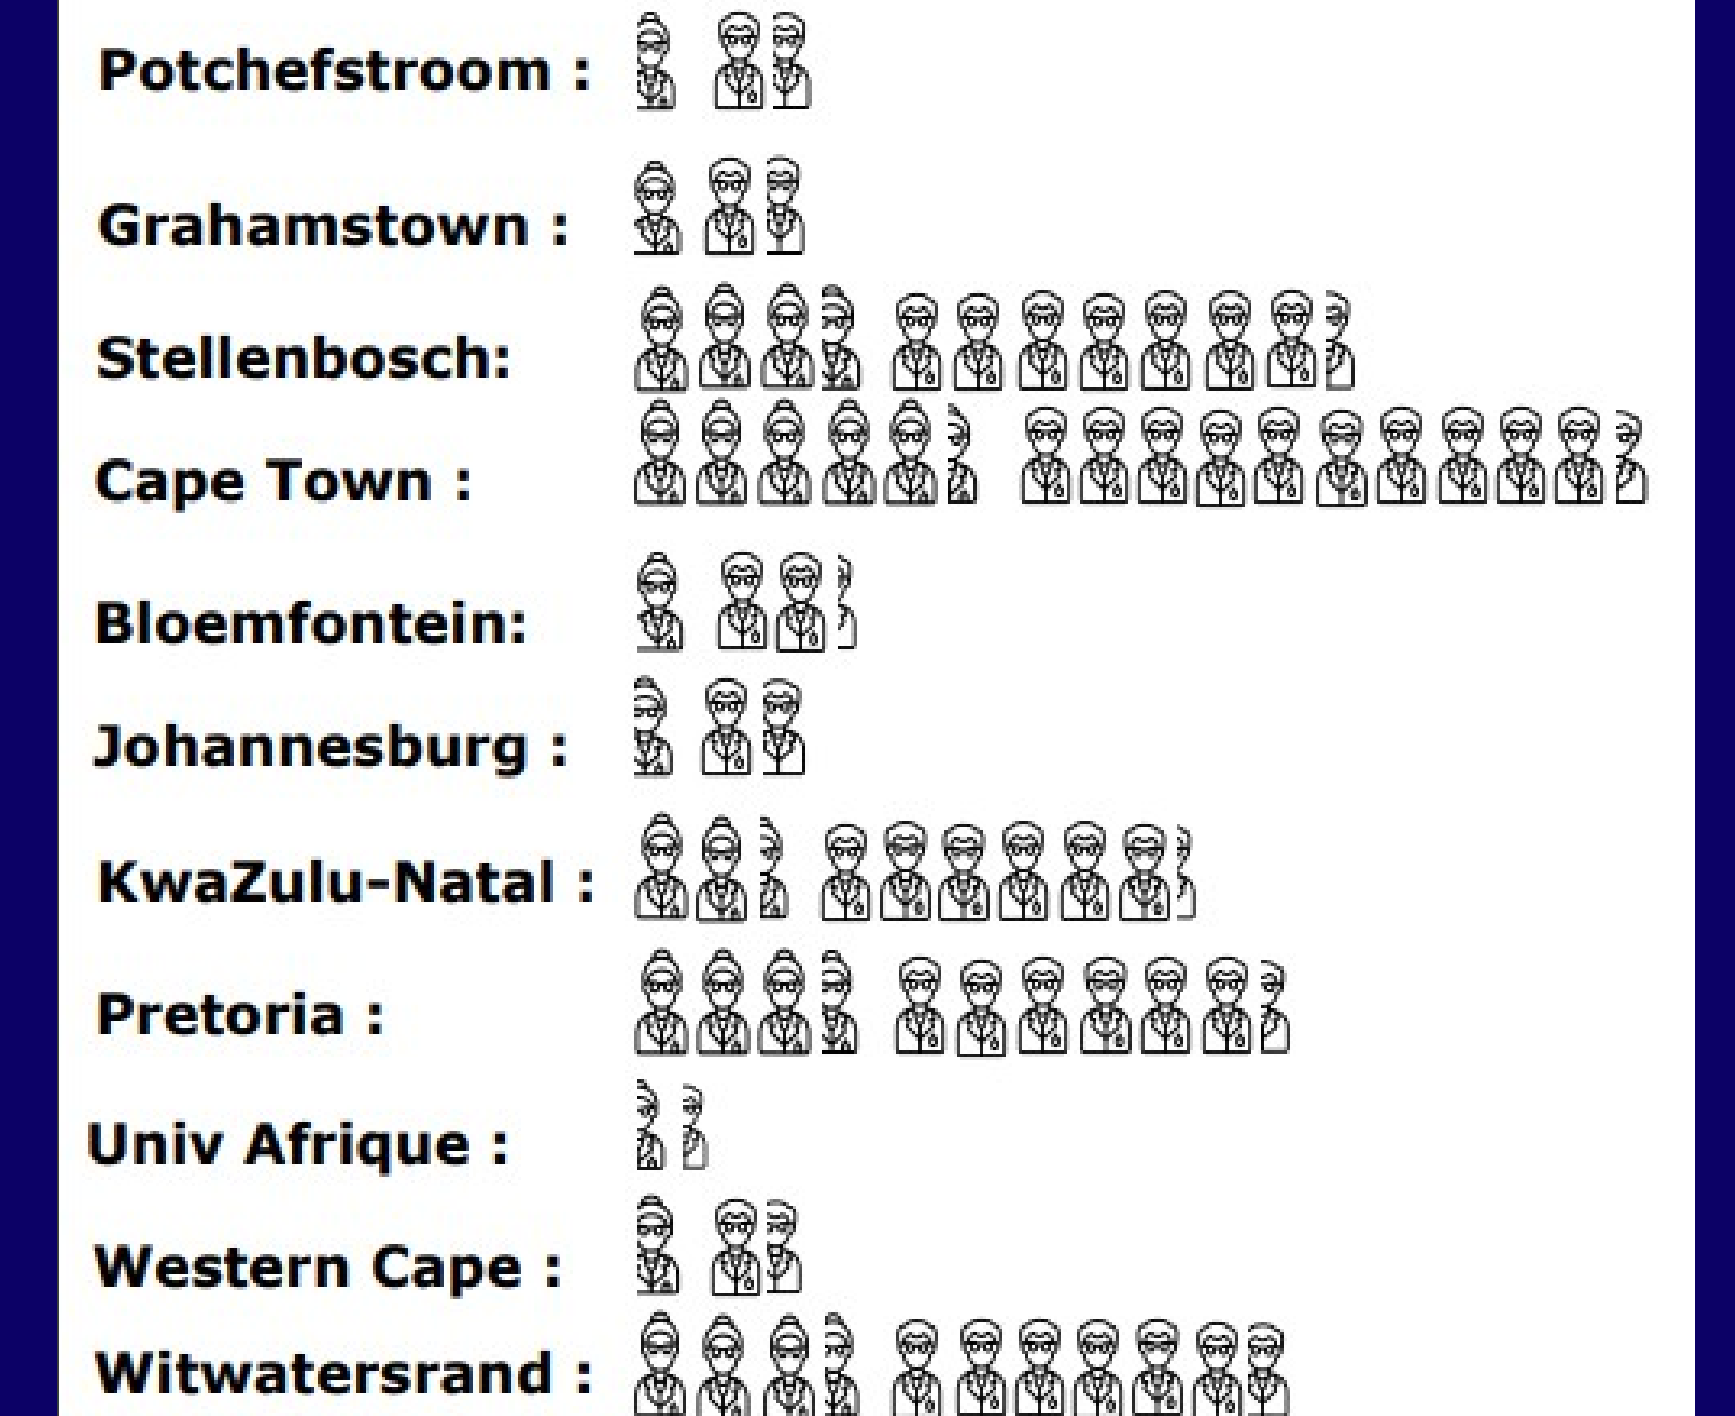 Potchefstroom :
Grahamstown :
Stellenbosch:
Cape Town :
Bloemfontein:
Johannesburg :
KwaZulu-Natal :
Pretoria :
Univ Afrique :
Western Cape :
Witwatersrand :